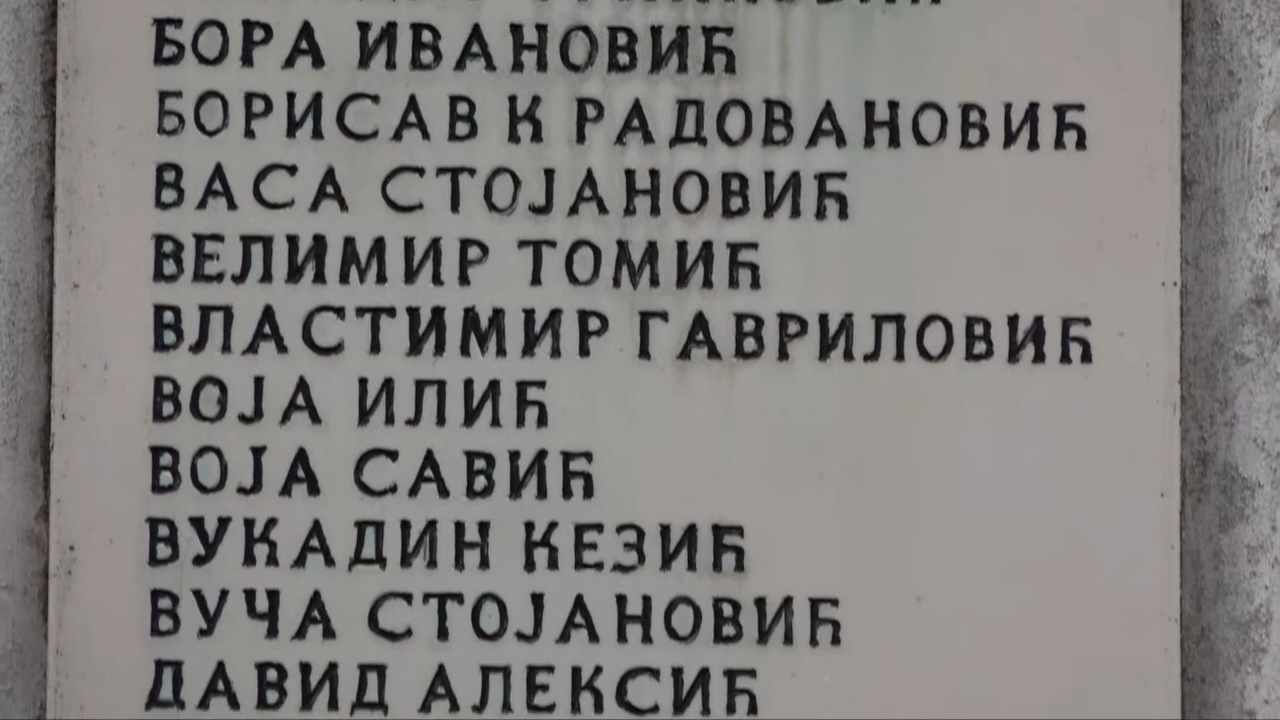 БОРА ИВАНОВИЋ
БОРИСАВ К РАДОВАНОВИЋ
ВАСА СТОЈАНОВИЋ
ВЕЛИМИР ТОМИЋ
ВЛАСТИМИР ГАВРИЛОВИЋ
ВОЈА ИЛИЋ
ВОЈА САВИЋ
ВУКАДИН КЕЗИЋ
ВУЧА СТОЈАНОВИЋ
ДАВИД АЛЕКСИЋ